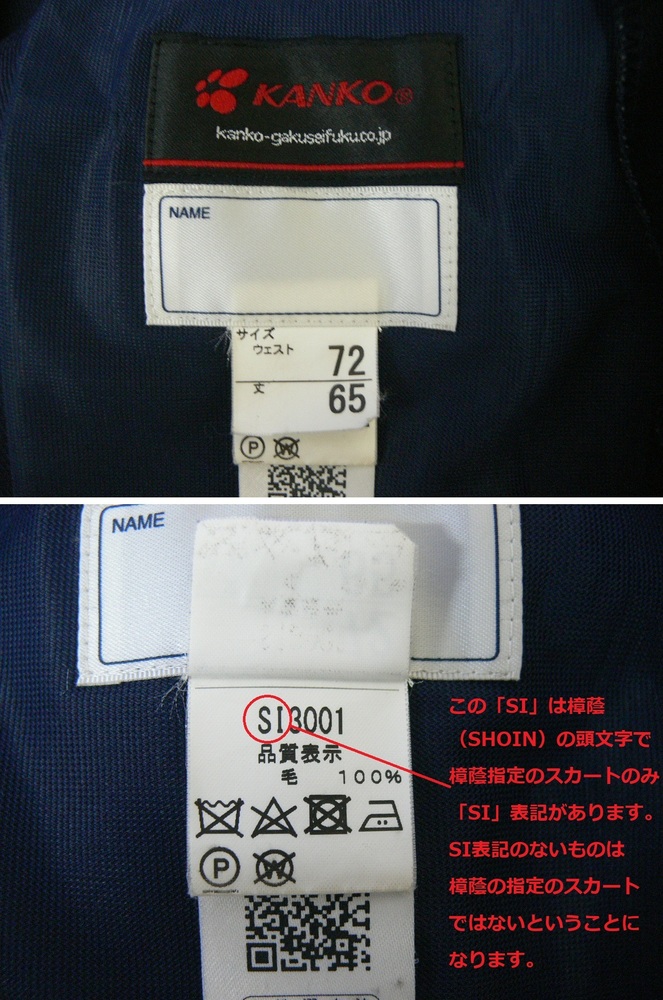 KANKO®
kanko-gakuseifuku.co.jp
NAME
サイズ
ウェスト 72
丈 65
P W
NAME
SI3001
品質表示
毛 100%
P W
この「SI」は樟蔭
（SHOIN）の頭文字で
樟蔭指定のスカートのみ
「SI」表記があります。
SI表記のないものは
樟蔭の指定のスカート
ではないということに
なります。